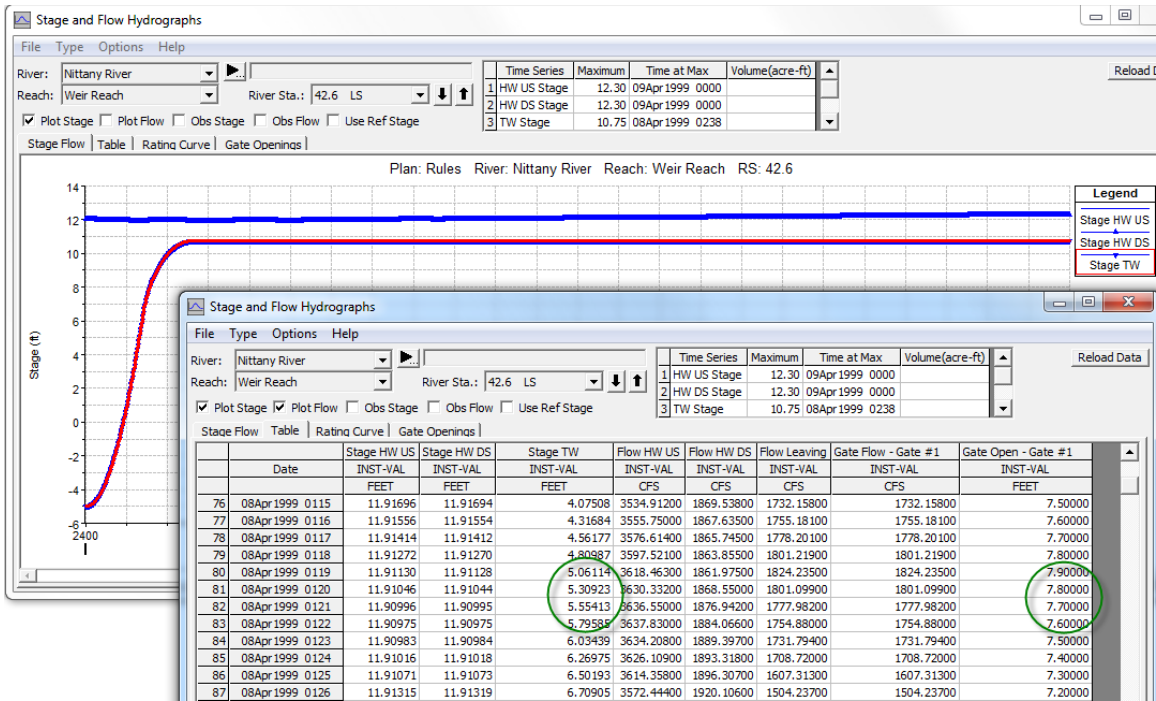 Stage and Flow Hydrographs
File Type Options Help
River: Nittany River
Reach: Weir Reach River Sta.: 42.6 LS
Plot Stage Plot Flow Obs Stage Obs Flow Use Ref Stage
Time Series Maximum Time at Max Volume(acre-ft)
1 HW US Stage 12.30 09Apr1999 0000
2 HW DS Stage 12.30 09Apr1999 0000
3 TW Stage 10.75 08Apr1999 0238
Reload D
Stage Flow Table Rating Curve Gate Openings
Plan: Rules River: Nittany River Reach: Weir Reach RS: 42.6
14
12
10
8
6
4
2
0
-2
-4
-6
2400
Stage (ft)
Legend
Stage HW US
Stage HW DS
Stage TW
Stage and Flow Hydrographs
File Type Options Help
River: Nittany River
Reach: Weir Reach River Sta.: 42.6 LS
Plot Stage Plot Flow Obs Stage Obs Flow Use Ref Stage
Time Series Maximum Time at Max Volume(acre-ft)
1 HW US Stage 12.30 09Apr1999 0000
2 HW DS Stage 12.30 09Apr1999 0000
3 TW Stage 10.75 08Apr1999 0238
Reload Data
Stage Flow Table Rating Curve Gate Openings
Stage HW US Stage HW DS Stage TW Flow HW US Flow HW DS Flow Leaving Gate Flow - Gate #1 Gate Open - Gate #1
Date INST-VAL INST-VAL INST-VAL INST-VAL INST-VAL INST-VAL INST-VAL INST-VAL
FEET FEET FEET CFS CFS CFS CFS FEET
76 08Apr1999 0115 11.91696 11.91694 4.07508 3534.91200 1869.53800 1732.15800 1732.15800 7.50000
77 08Apr1999 0116 11.91556 11.91554 4.31684 3555.75000 1867.63500 1755.18100 1755.18100 7.60000
78 08Apr1999 0117 11.91414 11.91412 4.56177 3576.61400 1865.74500 1778.20100 1778.20100 7.70000
79 08Apr1999 0118 11.91272 11.91270 4.80987 3597.52100 1863.85500 1801.21900 1801.21900 7.80000
80 08Apr1999 0119 11.91130 11.91128 5.06114 3618.46300 1861.97500 1824.23500 1824.23500 7.90000
81 08Apr1999 0120 11.91046 11.91044 5.30923 3630.33200 1868.55000 1801.09900 1801.09900 7.80000
82 08Apr1999 0121 11.90996 11.90995 5.55413 3636.55000 1876.94200 1777.98200 1777.98200 7.70000
83 08Apr1999 0122 11.90975 11.90975 5.79585 3637.83000 1884.06600 1754.88000 1754.88000 7.60000
84 08Apr1999 0123 11.90983 11.90984 6.03439 3634.20800 1889.39700 1731.79400 1731.79400 7.50000
85 08Apr1999 0124 11.91016 11.91018 6.26975 3626.10900 1893.31800 1708.72000 1708.72000 7.40000
86 08Apr1999 0125 11.91071 11.91073 6.50193 3614.35800 1896.30700 1607.31300 1607.31300 7.30000
87 08Apr1999 0126 11.91315 11.91319 6.70905 3572.44400 1920.10600 1504.23700 1504.23700 7.20000